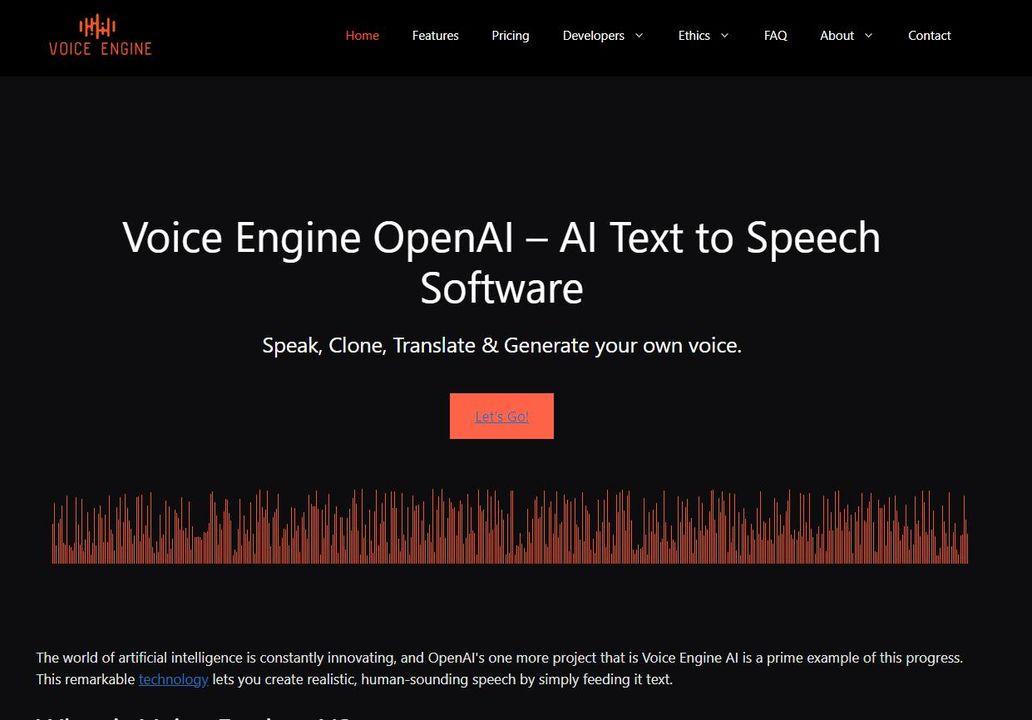 VOICE ENGINE
Home Features Pricing Developers Ethics FAQ About Contact
Voice Engine OpenAI – AI Text to Speech
Software
Speak, Clone, Translate & Generate your own voice.
Let's Go!
The world of artificial intelligence is constantly innovating, and OpenAI's one more project that is Voice Engine AI is a prime example of this progress.
This remarkable technology lets you create realistic, human-sounding speech by simply feeding it text.